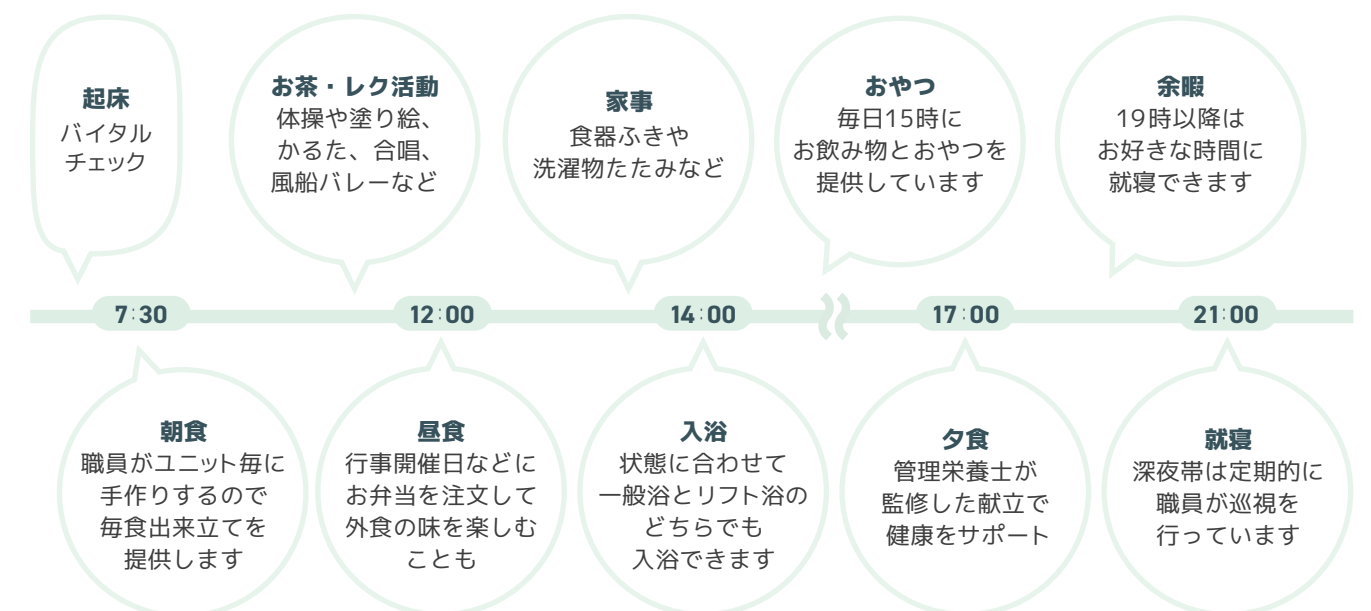 起床
バイタル
チェック
お茶・レク活動
体操や塗り絵、
かるた、合唱、
風船バレーなど
家事
食器ふきや
洗濯物たたみなど
おやつ
毎日15時に
お飲み物とおやつを
提供しています
余暇
19時以降は
お好きな時間に
就寝できます
7:30
12:00
14:00
17:00
21:00
朝食
職員がユニット毎に
手作りするので
毎食出来立てを
提供します
昼食
行事開催日などに
お弁当を注文して
外食の味を楽しむ
ことも
入浴
状態に合わせて
一般浴とリフト浴の
どちらでも
入浴できます
夕食
管理栄養士が
監修した献立で
健康をサポート
就寝
深夜帯は定期的に
職員が巡視を
行っています